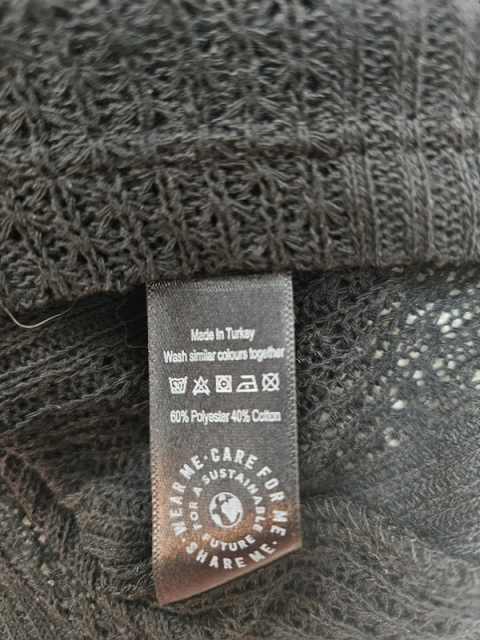 Made In Turkey
Wash similar colours together
30
60% Polyester 40% Cotton
WEAR ME • CARE FOR ME • SHARE ME •
FOR A SUSTAINABLE FUTURE